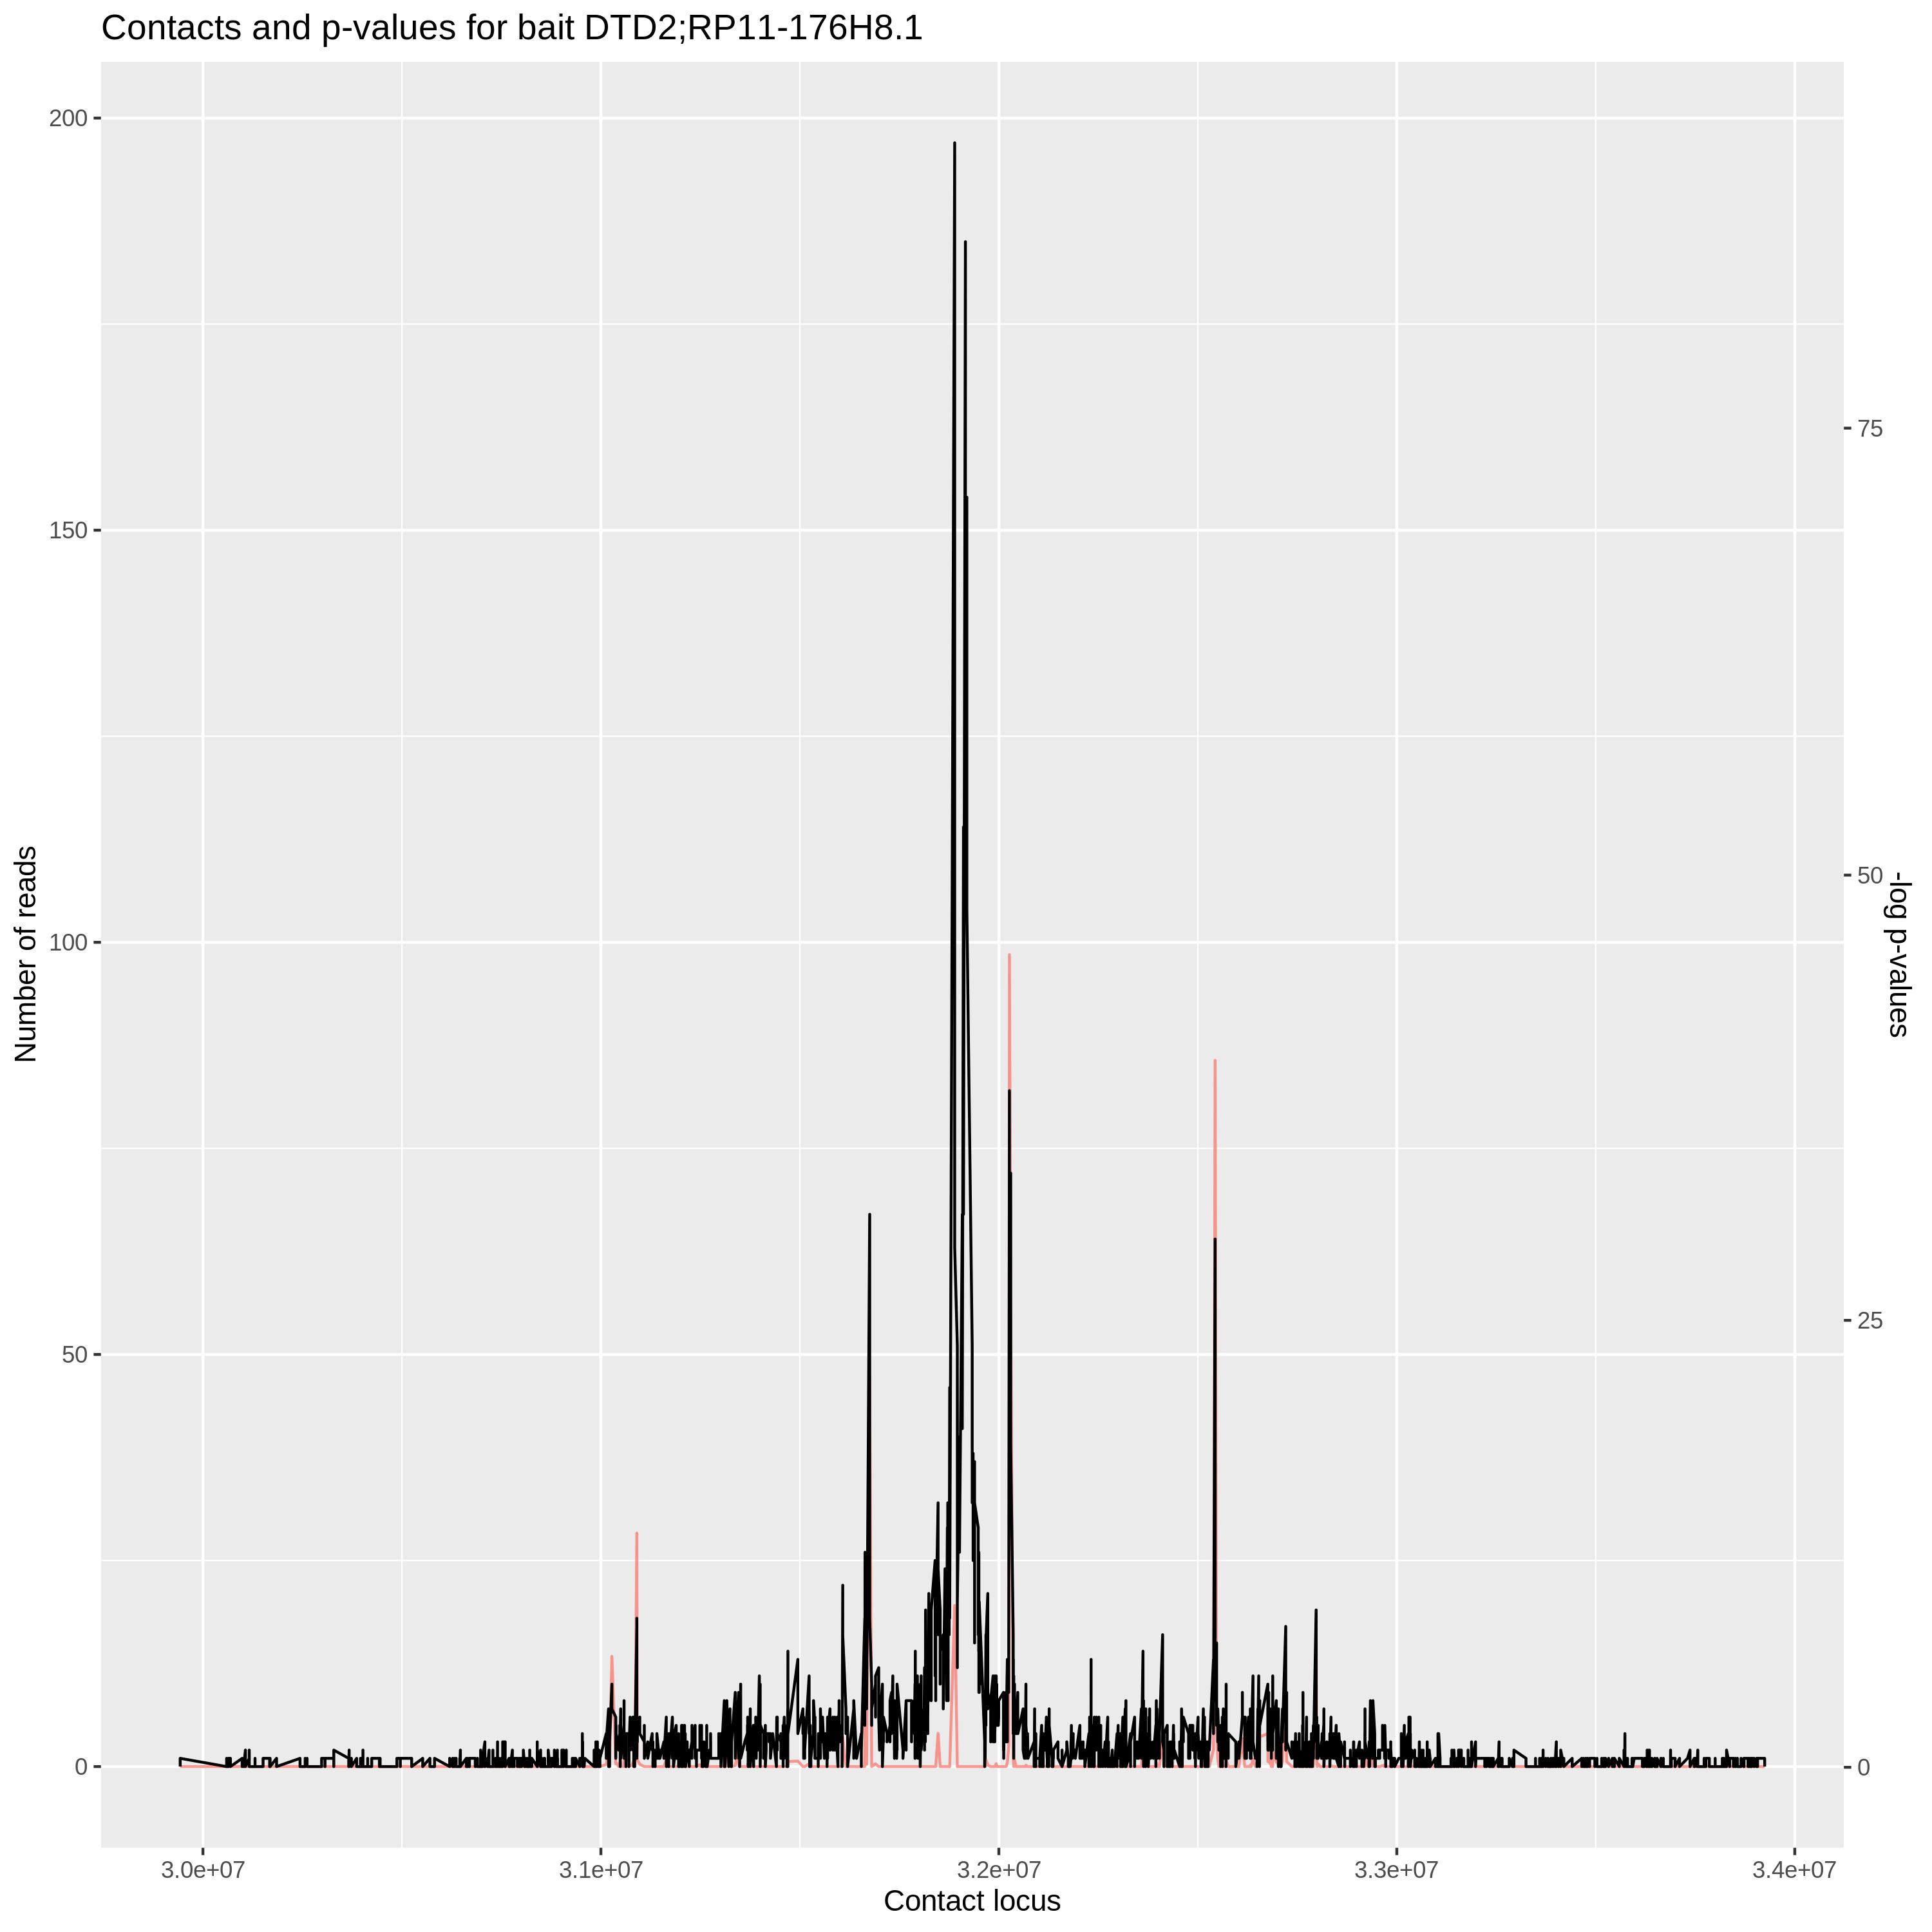 Contacts and p-values for bait DTD2;RP11-176H8.1
200
150
100
50
0
Number of reads
75
50
25
0
-log p-values
3.0e+07
3.1e+07
3.2e+07
3.3e+07
3.4e+07
Contact locus